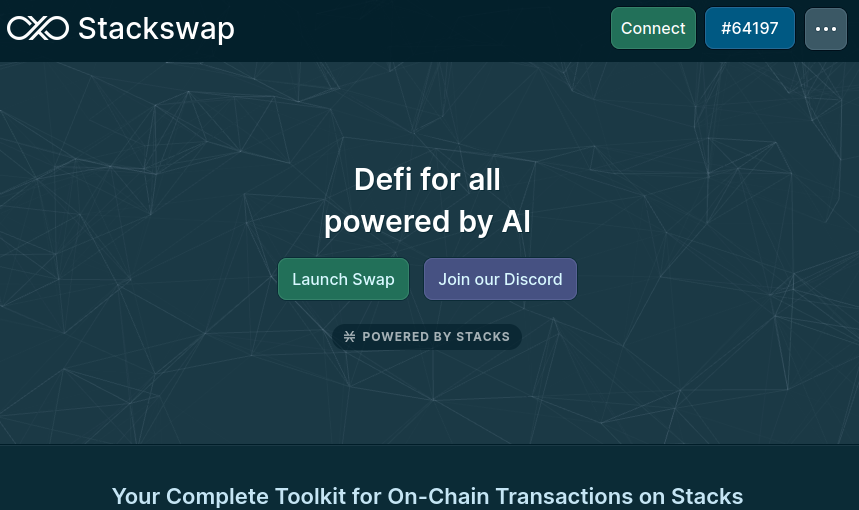 Stackswap
Connect
#64197
Defi for all
powered by AI
Launch Swap
Join our Discord
POWERED BY STACKS
Your Complete Toolkit for On-Chain Transactions on Stacks